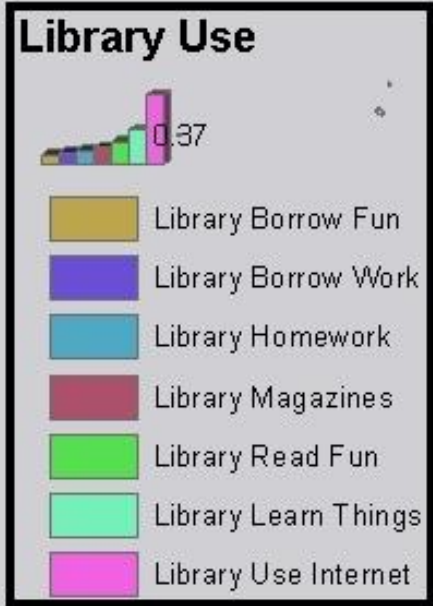 Library Use
0.37
Library Borrow Fun
Library Borrow Work
Library Homework
Library Magazines
Library Read Fun
Library Learn Things
Library Use Internet